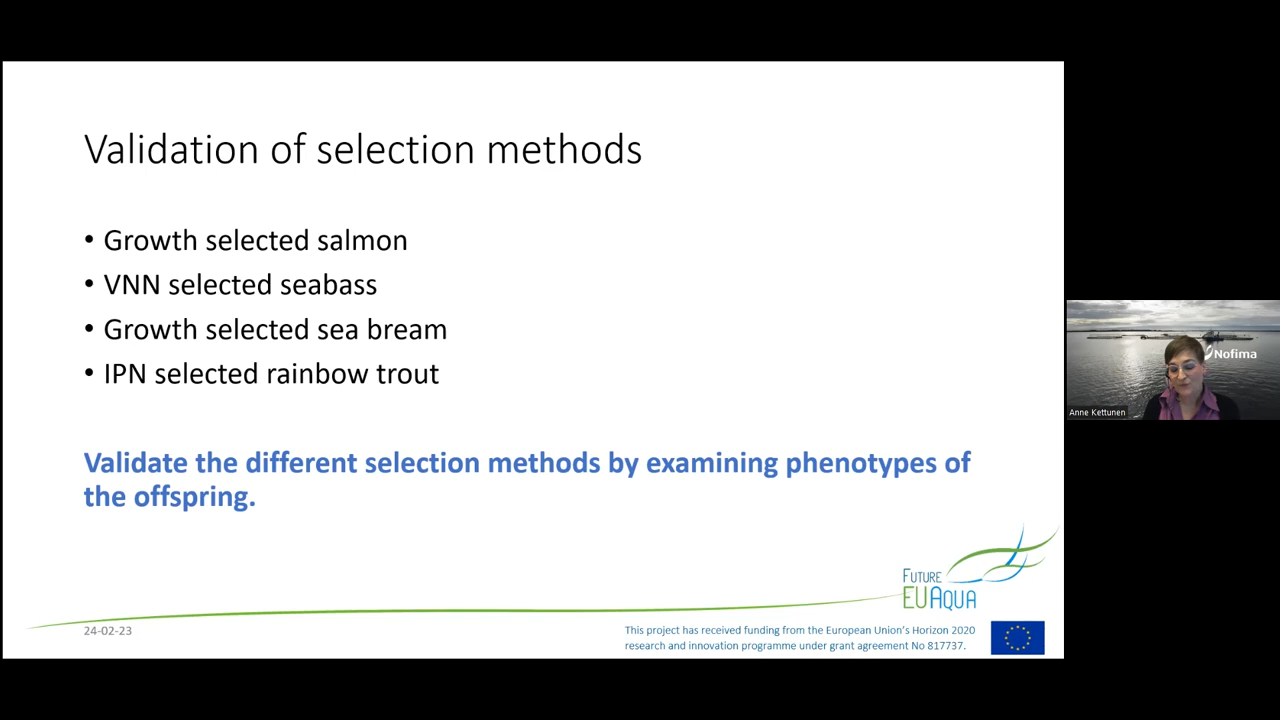 Validation of selection methods
• Growth selected salmon
• VNN selected seabass
• Growth selected sea bream
• IPN selected rainbow trout
Validate the different selection methods by examining phenotypes of
the offspring.
FUTURE
EUAQUA
24-02-23
This project has received funding from the European Union's Horizon 2020
research and innovation programme under grant agreement No 817737.
Nofima
Anne Kettunen